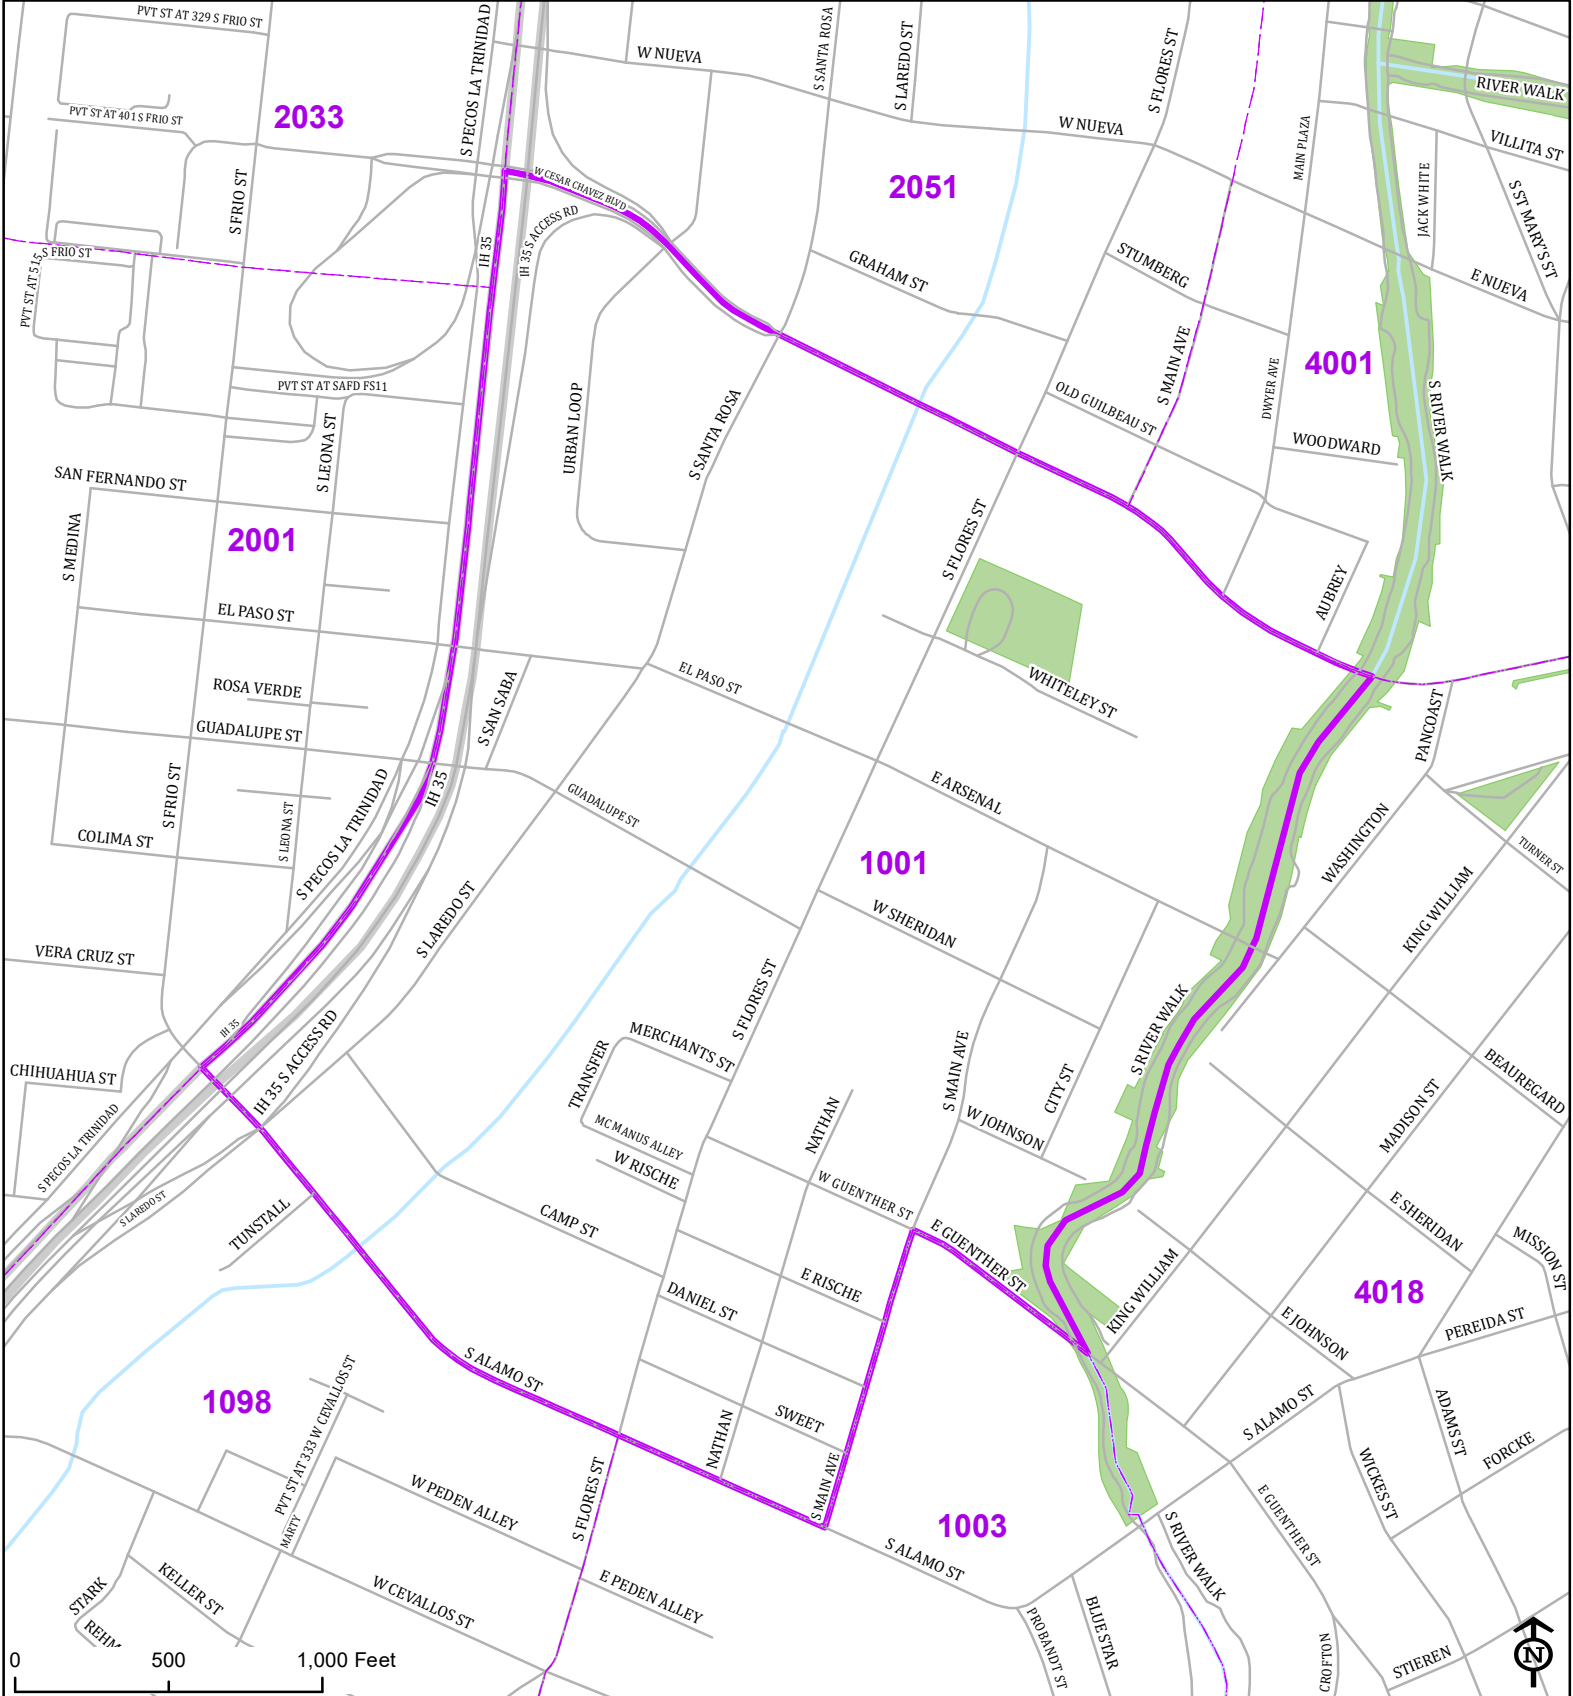 PVT ST AT 329 S FRIO ST
S PECOS LA TRINIDAD
W NUEVA
S SANTA ROSA
S LAREDO ST
S FLORES ST
RIVER WALK
PVT ST AT 401 S FRIO ST
2033
W NUEVA
MAIN PLAZA
VILLITA ST
S FRIO ST
W CESAR CHAVEZ BLVD
2051
JACK WHITE
S ST MARY'S ST
IH 35
IH 35 S ACCESS RD
S FRIO ST
PVT ST AT 515
GRAHAM ST
STUMBERG
E NUEVA
S MAIN AVE
4001
DWYER AVE
PVT ST AT SAFD FS11
OLD GUILBEAU ST
S RIVER WALK
URBAN LOOP
S SANTA ROSA
WOODWARD
S LEONA ST
SAN FERNANDO ST
2001
S MEDINA
S FLORES ST
AUBREY
EL PASO ST
EL PASO ST
WHITELEY ST
ROSA VERDE
S SAN SABA
GUADALUPE ST
PANCOAST
S FRIO ST
IH 35
GUADALUPE ST
E ARSENAL
S PECOS LA TRINIDAD
S LEONA ST
COLIMA ST
1001
WASHINGTON
TURNER ST
KING WILLIAM
W SHERIDAN
S LAREDO ST
VERA CRUZ ST
S FLORES ST
S RIVER WALK
IH 35
IH 35 S ACCESS RD
MERCHANTS ST
TRANSFER
S MAIN AVE
CITY ST
BEAUREGARD
CHIHUAHUA ST
S PECOS LA TRINIDAD
MCMANUS ALLEY
NATHAN
W JOHNSON
MADISON ST
W RISCHE
W GUENTHER ST
S LAREDO ST
TUNSTALL
CAMP ST
E GUENTHER ST
E SHERIDAN
MISSION ST
KING WILLIAM
E RISCHE
4018
DANIEL ST
E JOHNSON
PEREIDA ST
S ALAMO ST
1098
PVT ST AT 333 W CEVALLOS ST
NATHAN
SWEET
S ALAMO ST
ADAMS ST
WICKES ST
FORCKE
W PEDEN ALLEY
S FLORES ST
S MAIN AVE
MARTY
1003
E GUENTHER ST
S ALAMO ST
S RIVER WALK
STARK
KELLER ST
REHM
W CEVALLOS ST
E PEDEN ALLEY
PROBANDT ST
BLUE STAR
CROFTON
STIEREN
0 500 1,000 Feet
N